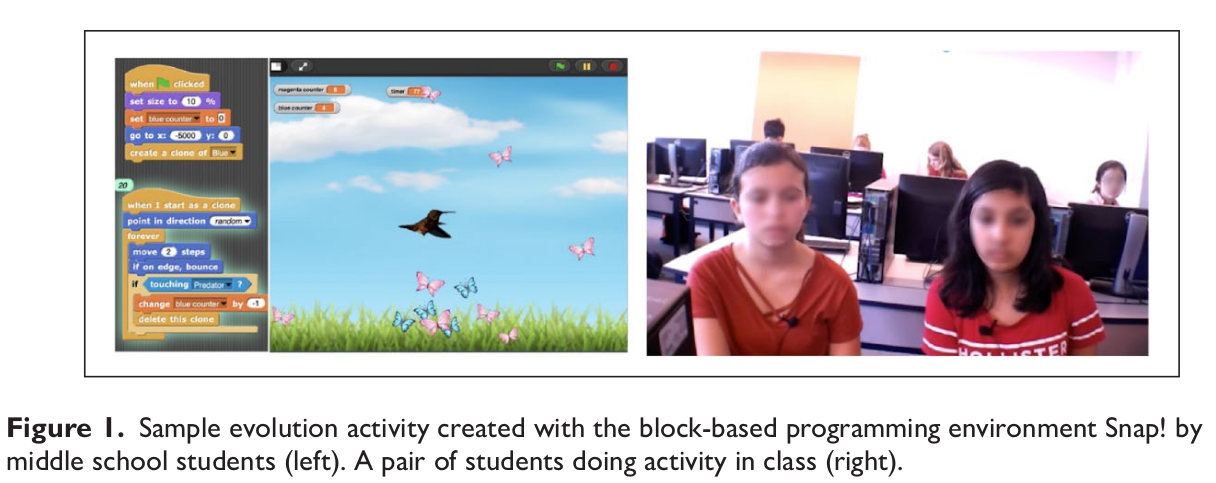 when clicked
set size to 10 %
set blue counter to 0
go to x: -5000 y: 0
create a clone of Blue
20
when I start as a clone
point in direction random
forever
move 2 steps
if on edge, bounce
if touching Predator ?
change blue counter by -1
delete this clone
magenta counter
blue counter
timer 77
HOLLISTER
Figure 1. Sample evolution activity created with the block-based programming environment Snap! by
middle school students (left). A pair of students doing activity in class (right).